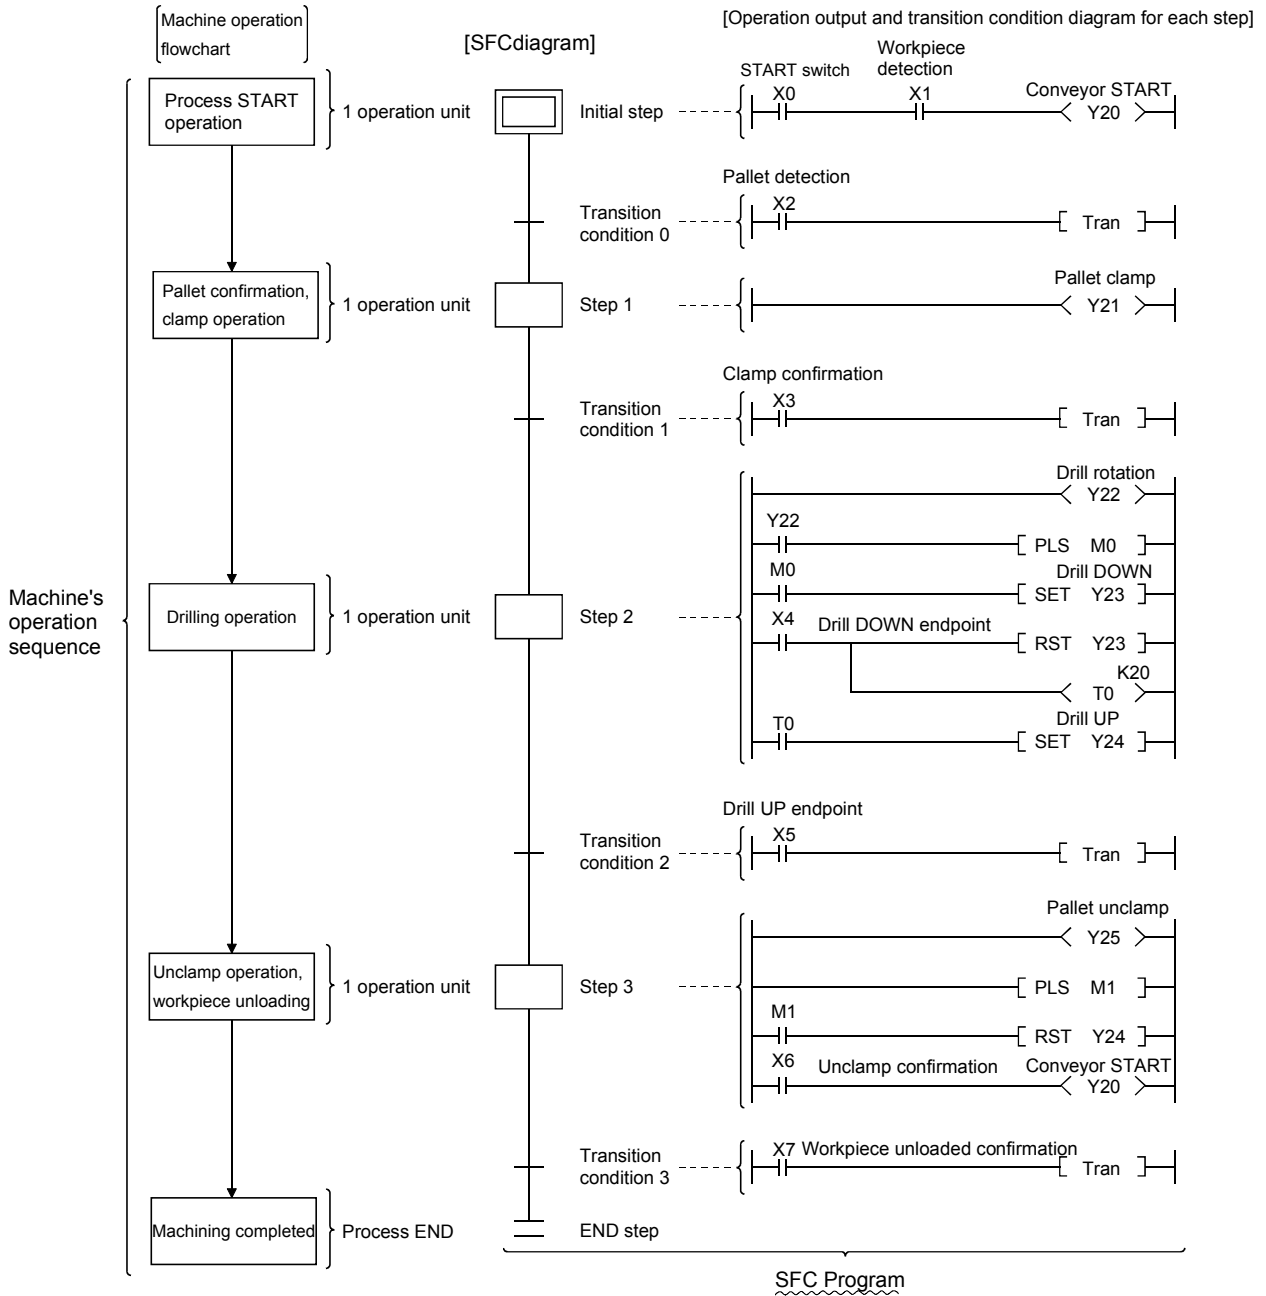 [Operation output and transition condition diagram for each step]
Machine operation
flowchart
[SFCdiagram]
START switch
Workpiece
detection
Process START
operation
1 operation unit
Initial step
X0
X1
Conveyor START
Y20
Pallet detection
Transition
condition 0
X2
Tran
Pallet confirmation,
clamp operation
1 operation unit
Step 1
Pallet clamp
Y21
Clamp confirmation
Transition
condition 1
X3
Tran
Machine's
operation
sequence
Drilling operation
1 operation unit
Step 2
Drill rotation
Y22
Y22
PLS M0
M0
Drill DOWN
SET Y23
X4
Drill DOWN endpoint
RST Y23
K20
T0
T0
Drill UP
SET Y24
Drill UP endpoint
Transition
condition 2
X5
Tran
Unclamp operation,
workpiece unloading
1 operation unit
Step 3
Pallet unclamp
Y25
PLS M1
M1
RST Y24
X6
Unclamp confirmation
Conveyor START
Y20
Transition
condition 3
X7 Workpiece unloaded confirmation
Tran
Machining completed
Process END
END step
SFC Program